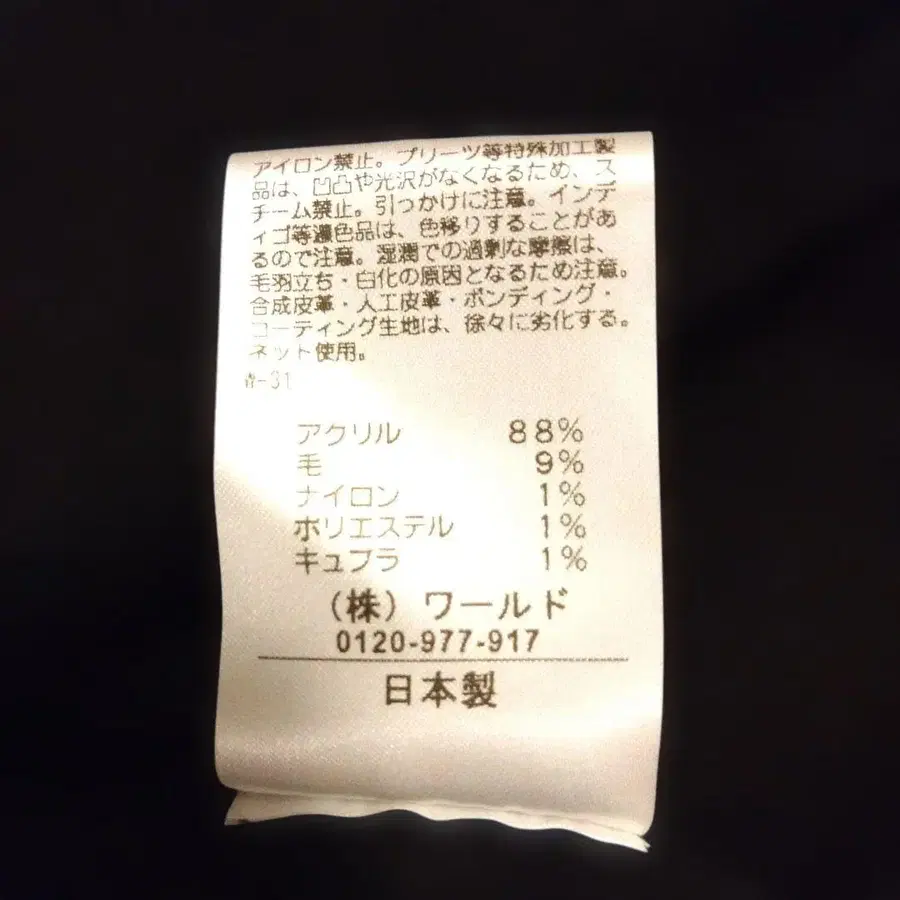 アイロン禁止。プリーツ等特殊加工製
品は、凹凸や光沢がなくなるため、ス
チーム禁止。引っかけに注意。インデ
ィゴ等濃色品は、色移りすることがあ
るので注意。湿潤での過剰な摩擦は、
毛羽立ち・白化の原因となるため注意。
合成皮革・人工皮革・ボンディング・
コーティング生地は、徐々に劣化する。
ネット使用。
-31
アクリル 88%
毛 9%
ナイロン 1%
ポリエステル 1%
キュプラ 1%
(株) ワールド
0120-977-917
日本製